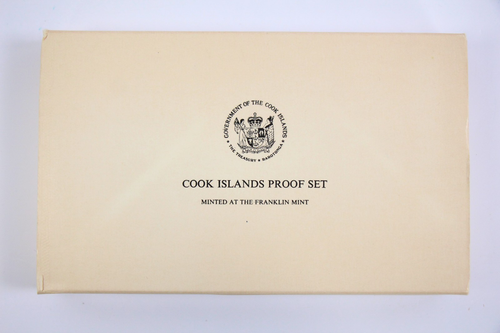 GOVERNMENT OF THE COOK ISLANDS
• THE TREASURY • RAROTONGA •
COOK ISLANDS PROOF SET
MINTED AT THE FRANKLIN MINT